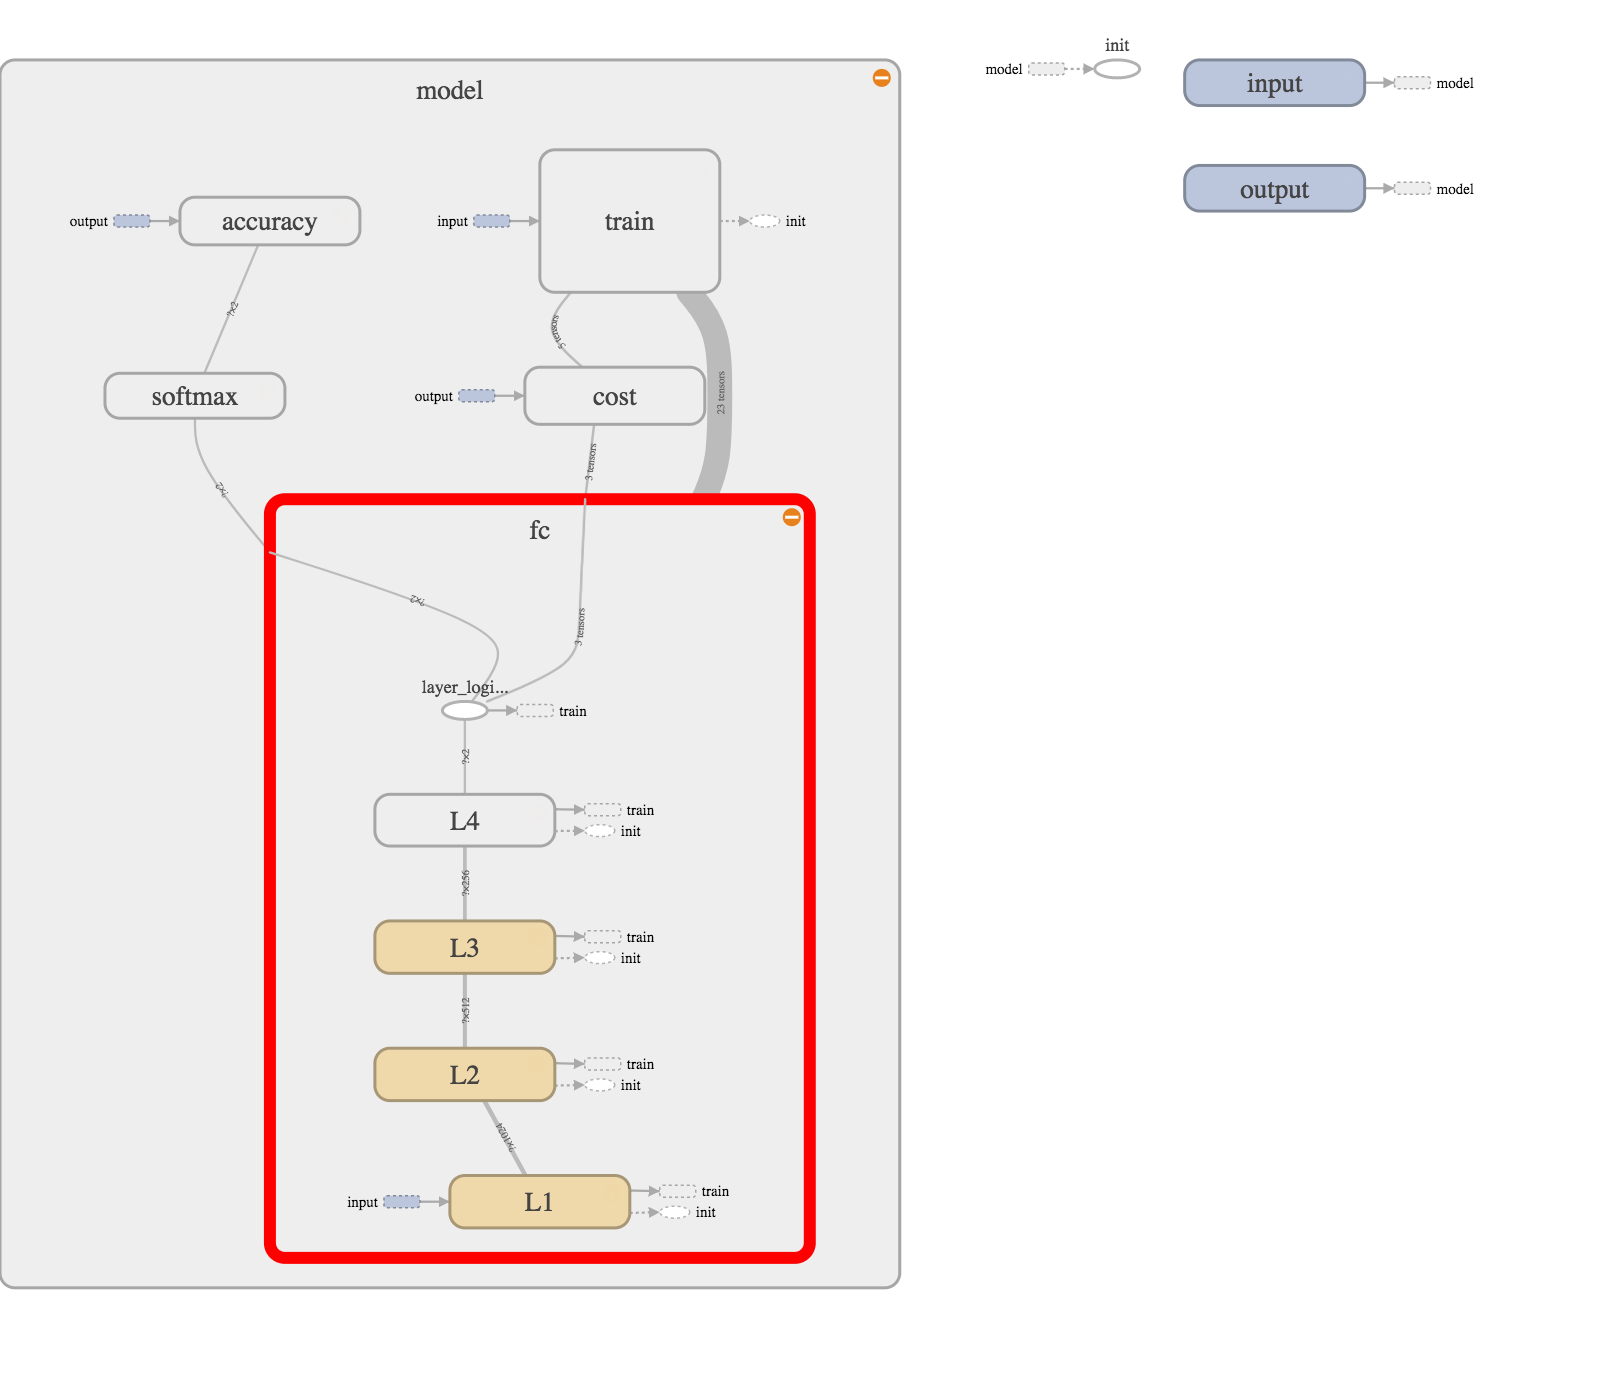 init
model
input
model
model
output
model
output
accuracy
input
train
init
?x2
5 tensors
softmax
output
cost
23 tensors
?x2
3 tensors
fc
?x2
3 tensors
layer_logi...
train
?x2
L4
train
init
?x256
L3
train
init
?x512
L2
train
init
?x1024
input
L1
train
init